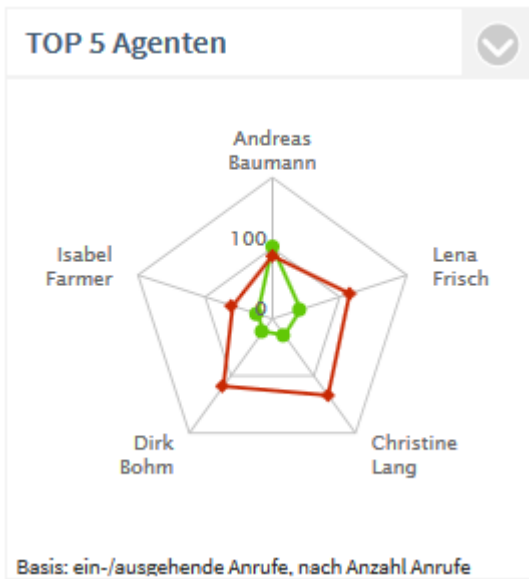 TOP 5 Agenten
Andreas
Baumann
100
Isabel
Farmer
Lena
Frisch
0
Dirk
Bohm
Christine
Lang
Basis: ein-/ausgehende Anrufe, nach Anzahl Anrufe